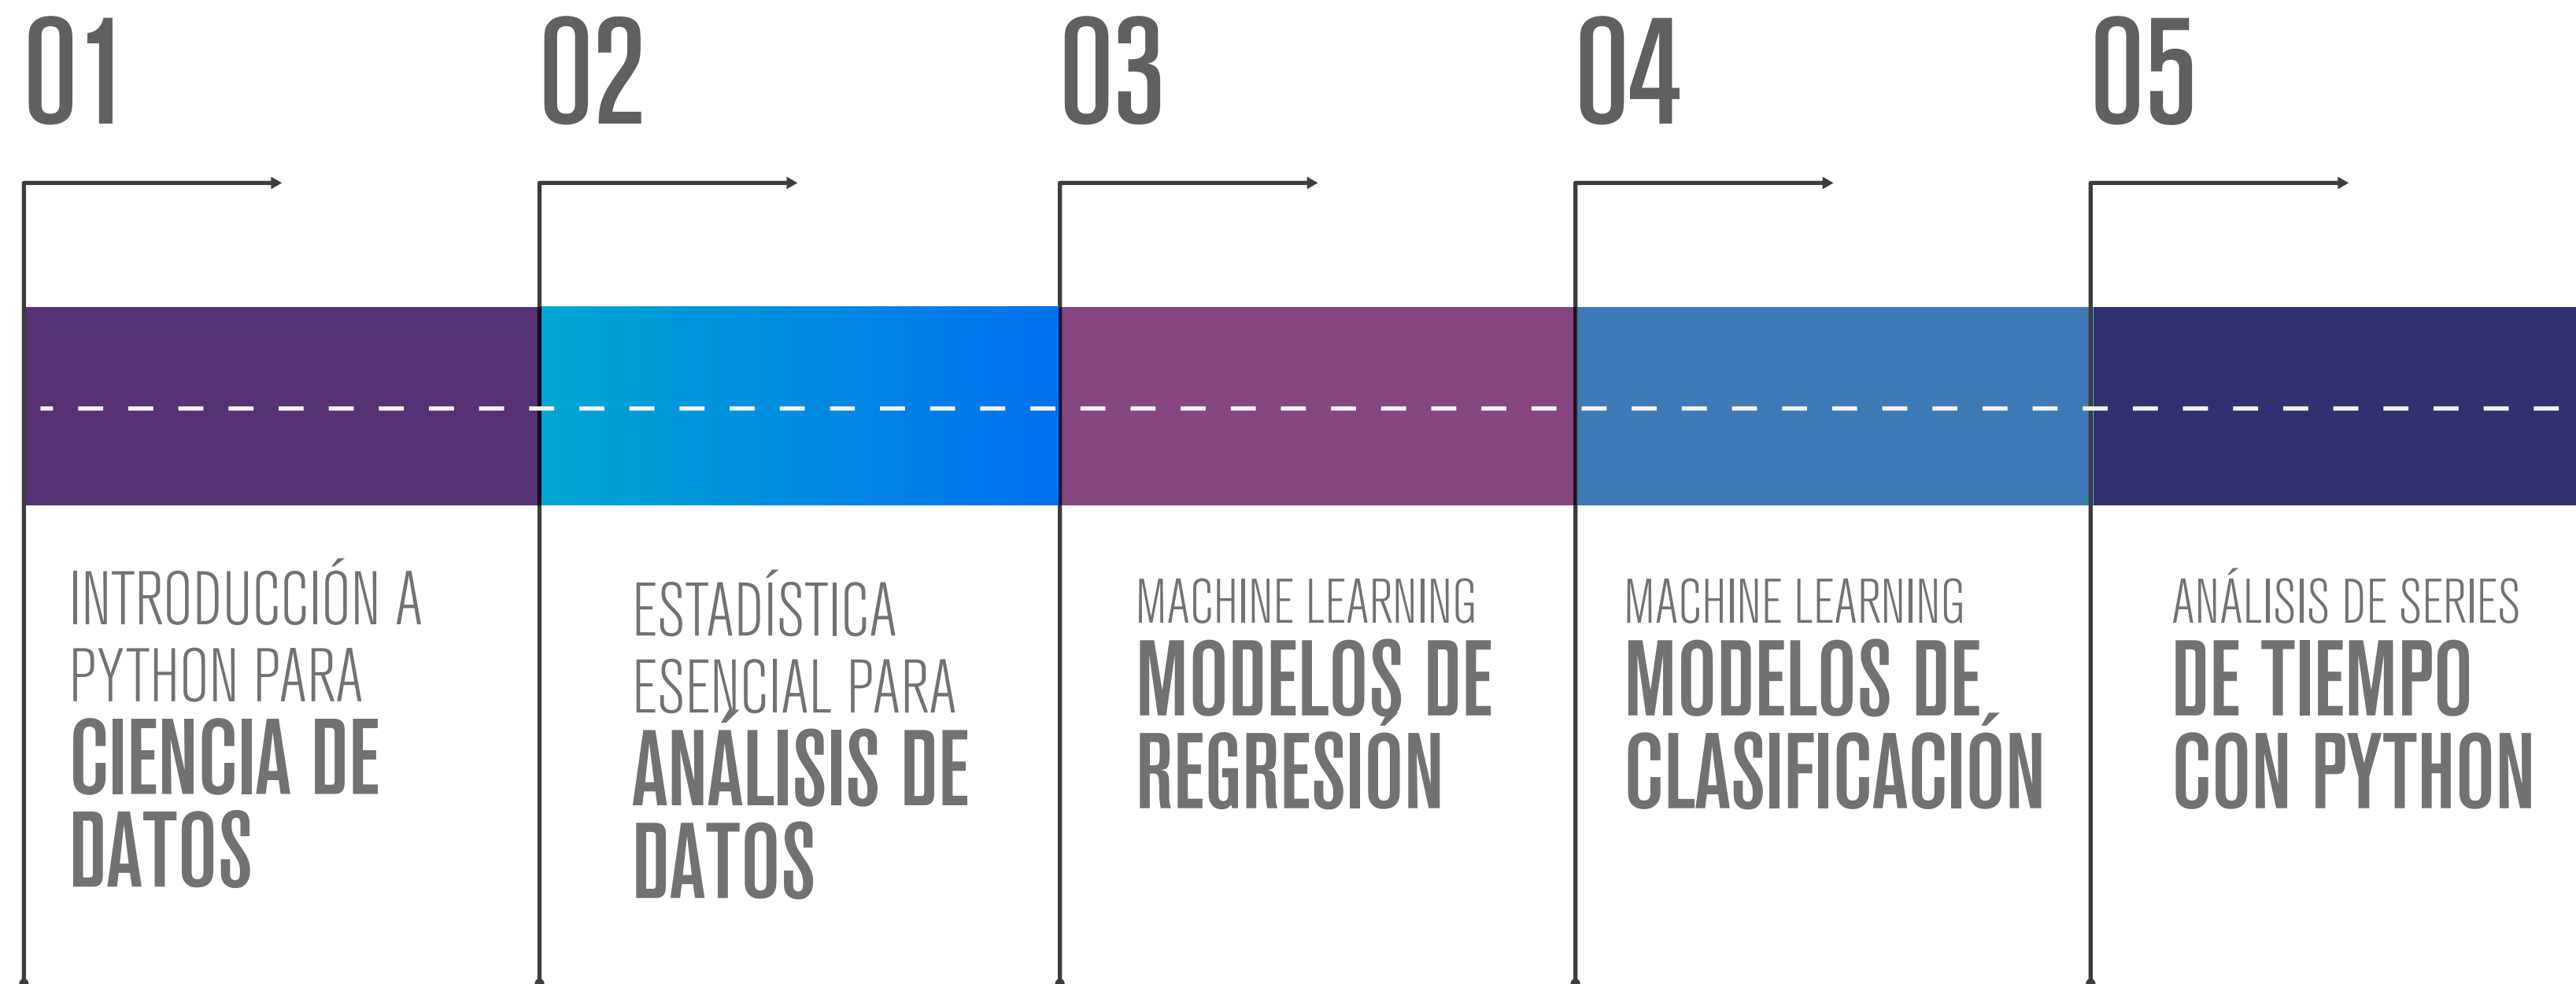 01
02
03
04
05
INTRODUCCIÓN A
PYTHON PARA
CIENCIA DE
DATOS
ESTADÍSTICA
ESENCIAL PARA
ANÁLISIS DE
DATOS
MACHINE LEARNING
MODELOS DE
REGRESIÓN
MACHINE LEARNING
MODELOS DE
CLASIFICACIÓN
ANÁLISIS DE SERIES
DE TIEMPO
CON PYTHON